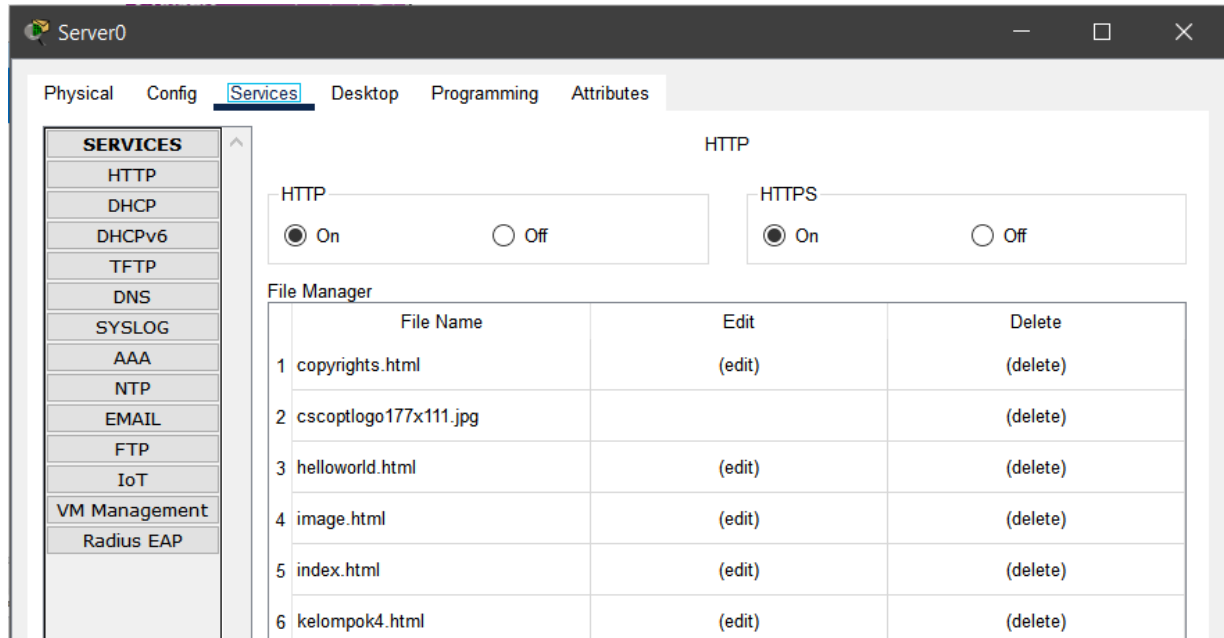 Server0
Physical Config Services Desktop Programming Attributes
SERVICES
HTTP
DHCP
DHCPv6
TFTP
DNS
SYSLOG
AAA
NTP
EMAIL
FTP
IoT
VM Management
Radius EAP
HTTP
HTTP
On Off
HTTPS
On Off
File Manager
File Name Edit Delete
1 copyrights.html (edit) (delete)
2 cscoptlogo177x111.jpg (delete)
3 helloworld.html (edit) (delete)
4 image.html (edit) (delete)
5 index.html (edit) (delete)
6 kelompok4.html (edit) (delete)